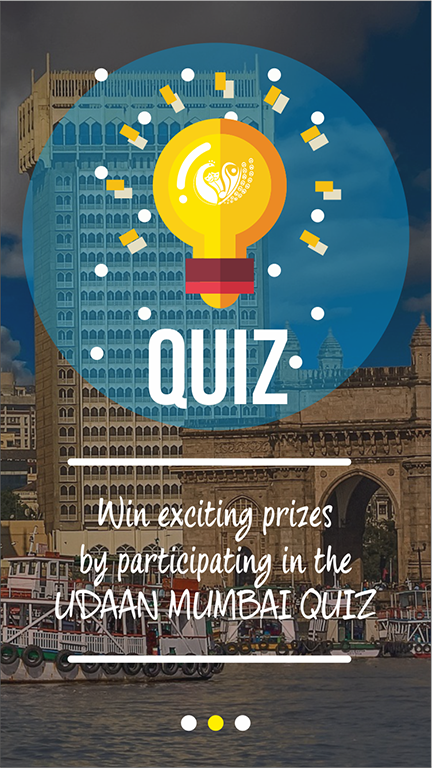 QUIZ
Win exciting prizes
by participating in the
UDAAN MUMBAI QUIZ